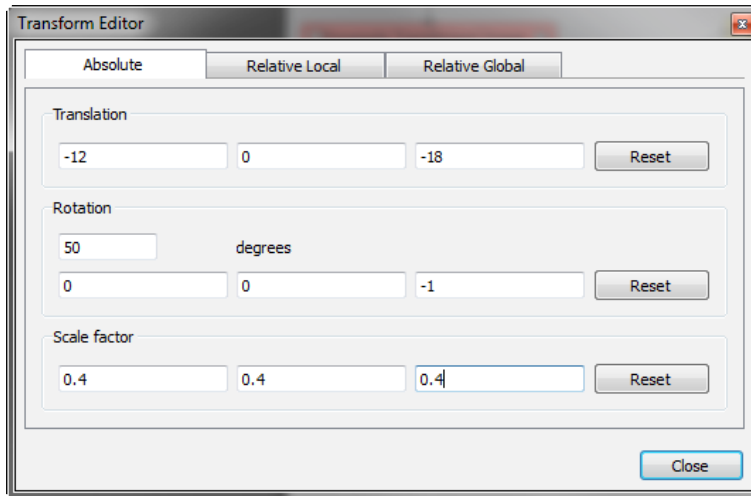 Transform Editor
Absolute Relative Local Relative Global
Translation
-12 0 -18 Reset
Rotation
50 degrees
0 0 -1 Reset
Scale factor
0.4 0.4 0.4 Reset
Close